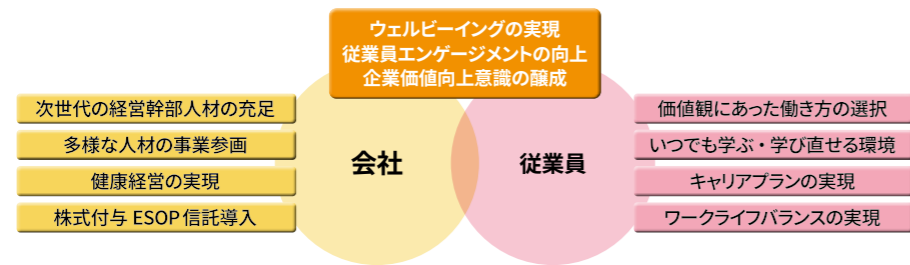 ウェルビーイングの実現
従業員エンゲージメントの向上
企業価値向上意識の醸成
次世代の経営幹部人材の充足
多様な人材の事業参画
健康経営の実現
株式付与 ESOP 信託導入
会社
従業員
価値観にあった働き方の選択
いつでも学ぶ・学び直せる環境
キャリアプランの実現
ワークライフバランスの実現